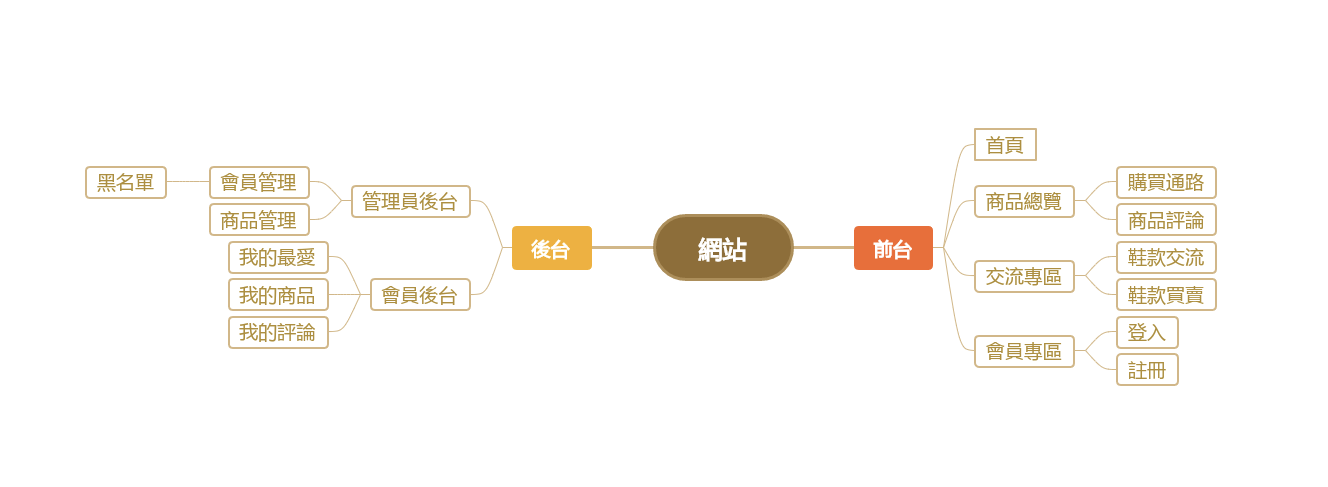 網站
前台
首頁
商品總覽
購買通路
商品評論
交流專區
鞋款交流
鞋款買賣
會員專區
登入
註冊
後台
管理員後台
會員管理
黑名單
商品管理
會員後台
我的最愛
我的商品
我的評論